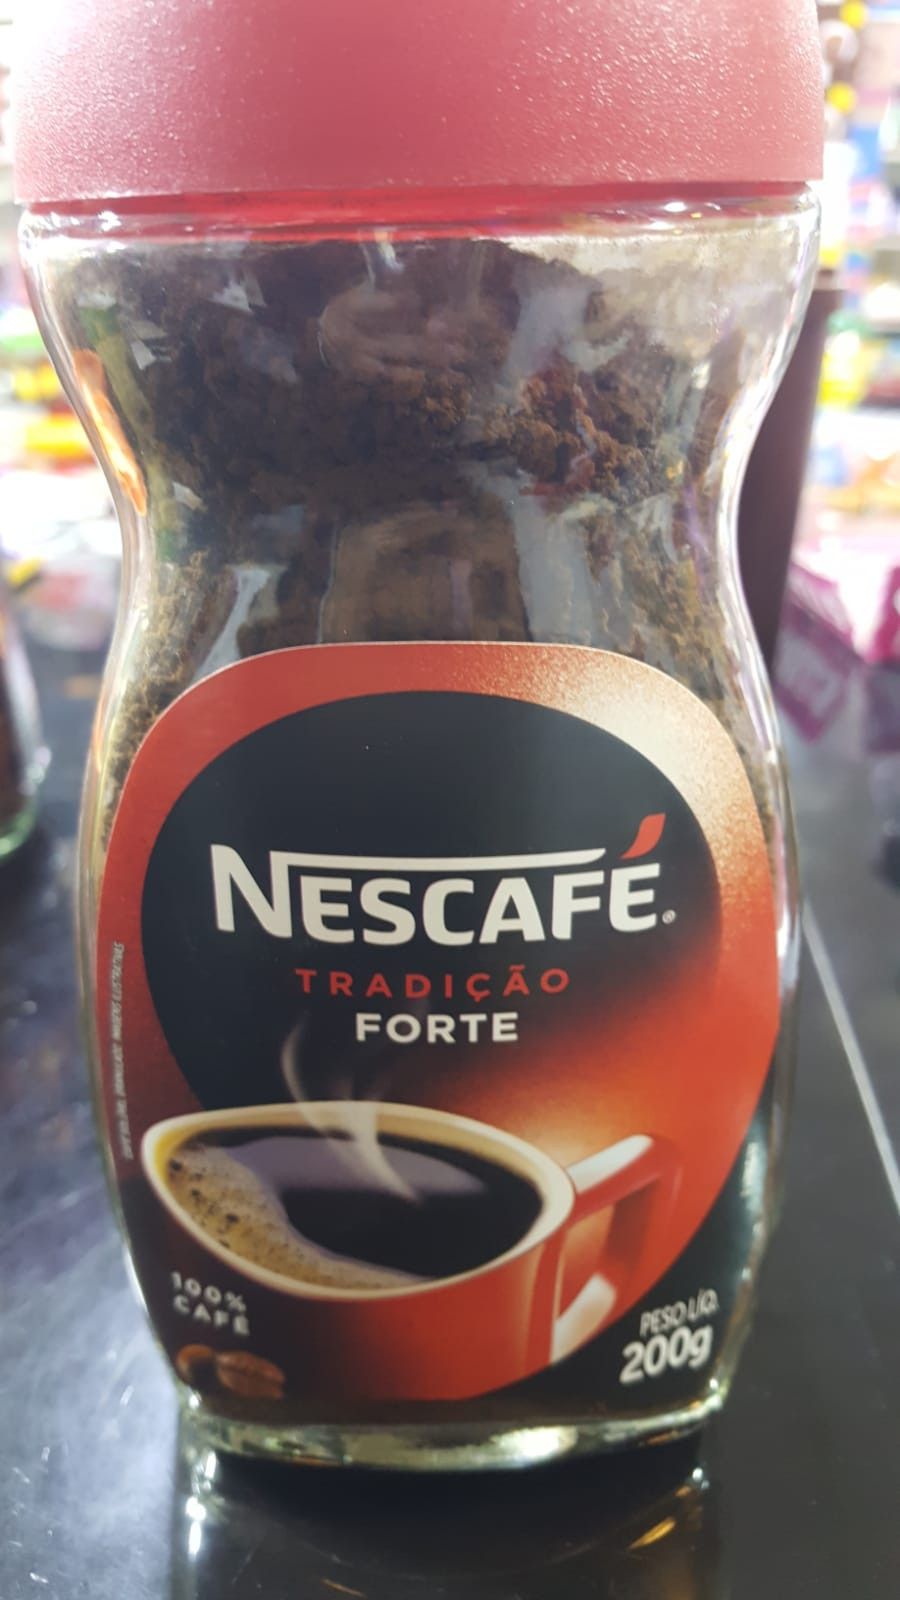 NESCAFÉ®
TRADIÇÃO
FORTE
100%
CAFÉ
PESO LÍQ.
200g